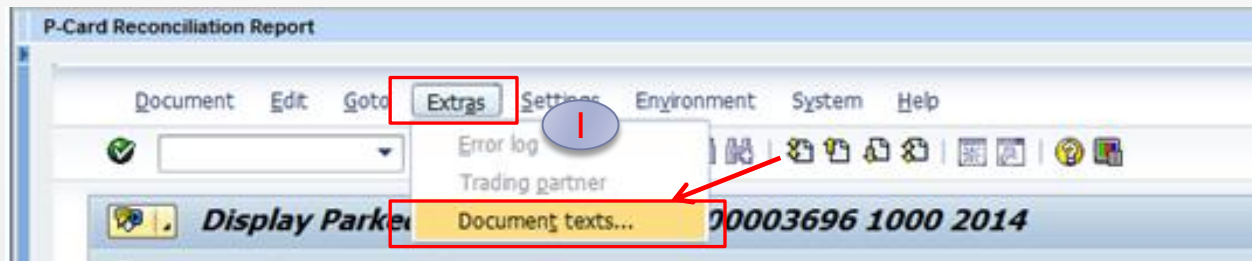 P-Card Reconciliation Report
Document Edit Goto Extras Settings Environment System Help
I
Error log
Trading partner
Document texts...
Display Parke 00003696 1000 2014